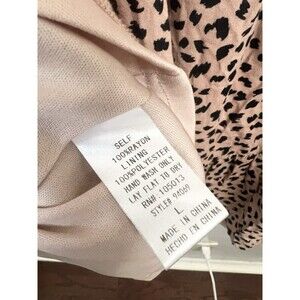 SELF
100%RAYON
LINING
100%POLYESTER
HAND WASH ONLY
LAY FLAT TO DRY
RN#:105013
STYLE# 94569
L
MADE IN CHINA
HECHO EN CHINA